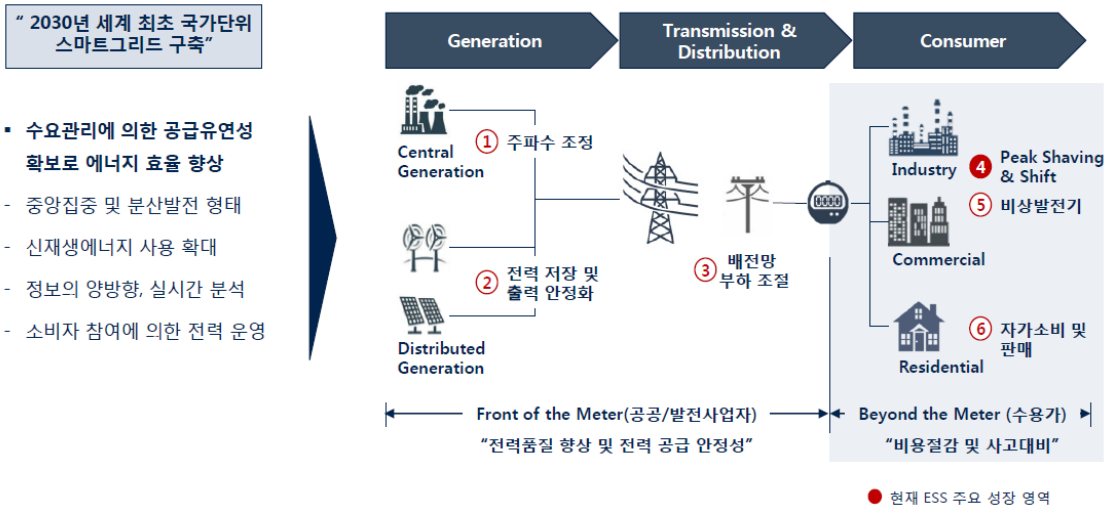 “ 2030년 세계 최초 국가단위
스마트그리드 구축”
▪ 수요관리에 의한 공급유연성
확보로 에너지 효율 향상
- 중앙집중 및 분산발전 형태
- 신재생에너지 사용 확대
- 정보의 양방향, 실시간 분석
- 소비자 참여에 의한 전력 운영
Generation
Transmission &
Distribution
Consumer
Central
Generation
① 주파수 조정
② 전력 저장 및
출력 안정화
Distributed
Generation
③ 배전망
부하 조절
0000
Industry
④ Peak Shaving
& Shift
⑤ 비상발전기
Commercial
⑥ 자가소비 및
판매
Residential
Front of the Meter(공공/발전사업자)
“전력품질 향상 및 전력 공급 안정성”
Beyond the Meter (수용가)
“비용절감 및 사고대비”
● 현재 ESS 주요 성장 영역